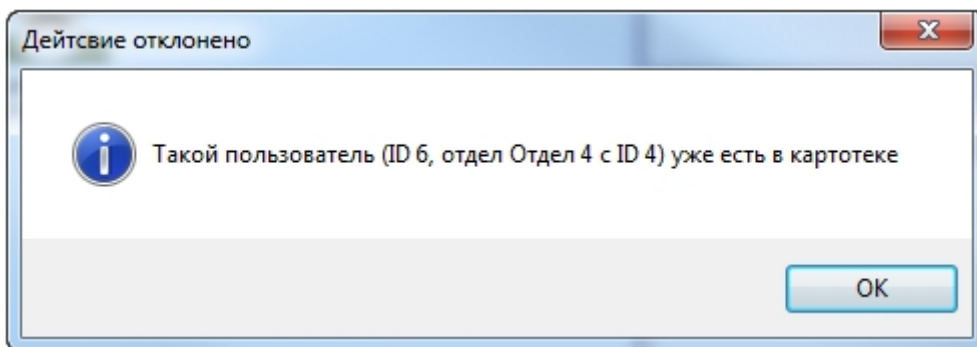 Дейтсвие отклонено
Такой пользователь (ID 6, отдел Отдел 4 с ID 4) уже есть в картотеке
OK